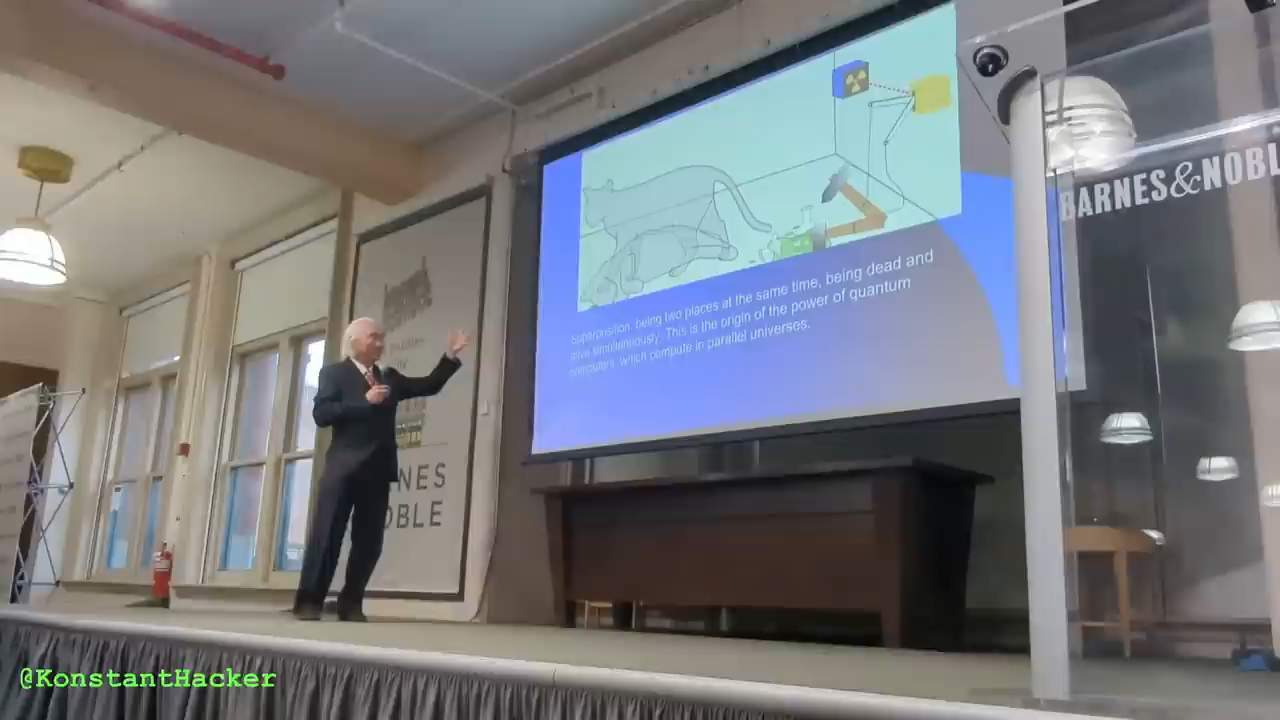 BARNES&NOBL
Superposition, being two places at the same time, being dead and
alive simultaneously. This is the origin of the power of quantum
computers, which compute in parallel universes.
NES
OBLE
@KonstantHacker